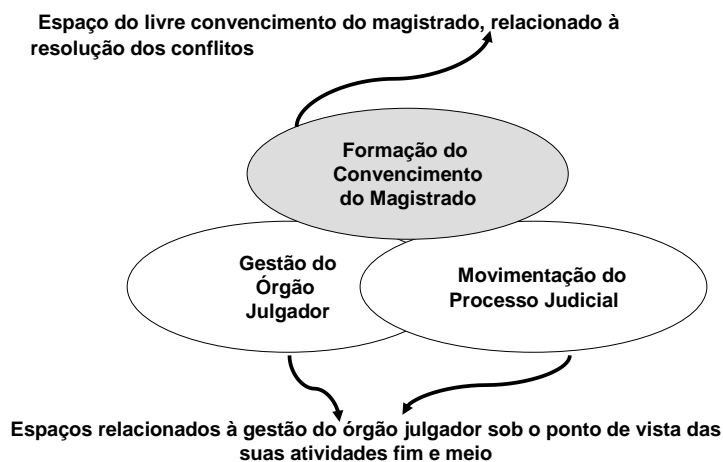 Espaço do livre convencimento do magistrado, relacionado à
resolução dos conflitos
Formação do
Convencimento
do Magistrado
Gestão do
Órgão
Julgador
Movimentação do
Processo Judicial
Espaços relacionados à gestão do órgão julgador sob o ponto de vista das
suas atividades fim e meio